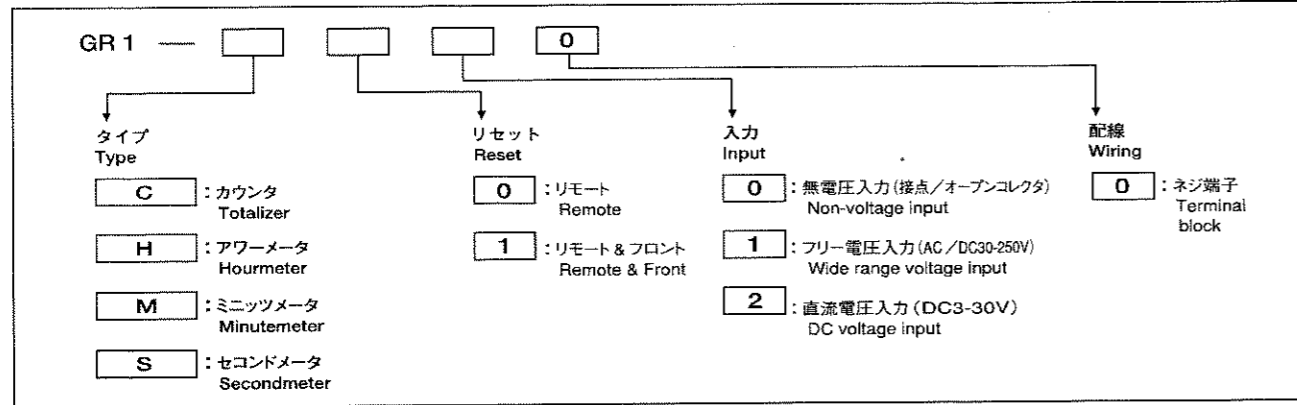 GR 1 — 0
タイプ
Type
C : カウンタ
Totalizer
H : アワーメータ
Hourmeter
M : ミニッツメータ
Minutemeter
S : セコンドメータ
Secondmeter
リセット
Reset
0 : リモート
Remote
1 : リモート & フロント
Remote & Front
入力
Input
0 : 無電圧入力(接点/オープンコレクタ)
Non-voltage input
1 : フリー電圧入力(AC/DC30-250V)
Wide range voltage input
2 : 直流電圧入力(DC3-30V)
DC voltage input
配線
Wiring
0 : ネジ端子
Terminal
block